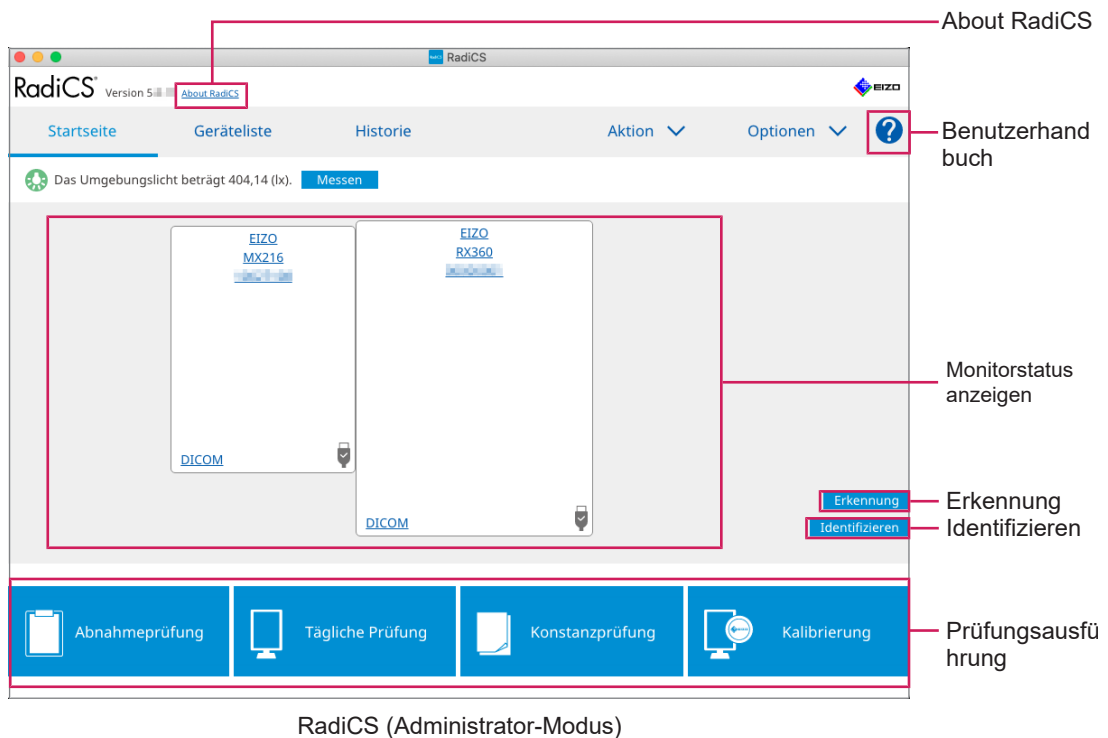 About RadiCS
RadiCS
RadiCS Version 5 About RadiCS
EIZO
Startseite Geräteliste Historie Aktion Optionen ?
Benutzerhand
buch
Das Umgebungslicht beträgt 404,14 (lx). Messen
EIZO
MX216
DICOM
EIZO
RX360
DICOM
Monitorstatus
anzeigen
Erkennung
Erkennung
Identifizieren
Identifizieren
Abnahmeprüfung Tägliche Prüfung Konstanzprüfung Kalibrierung
Prüfungsausfü
hrung
RadiCS (Administrator-Modus)